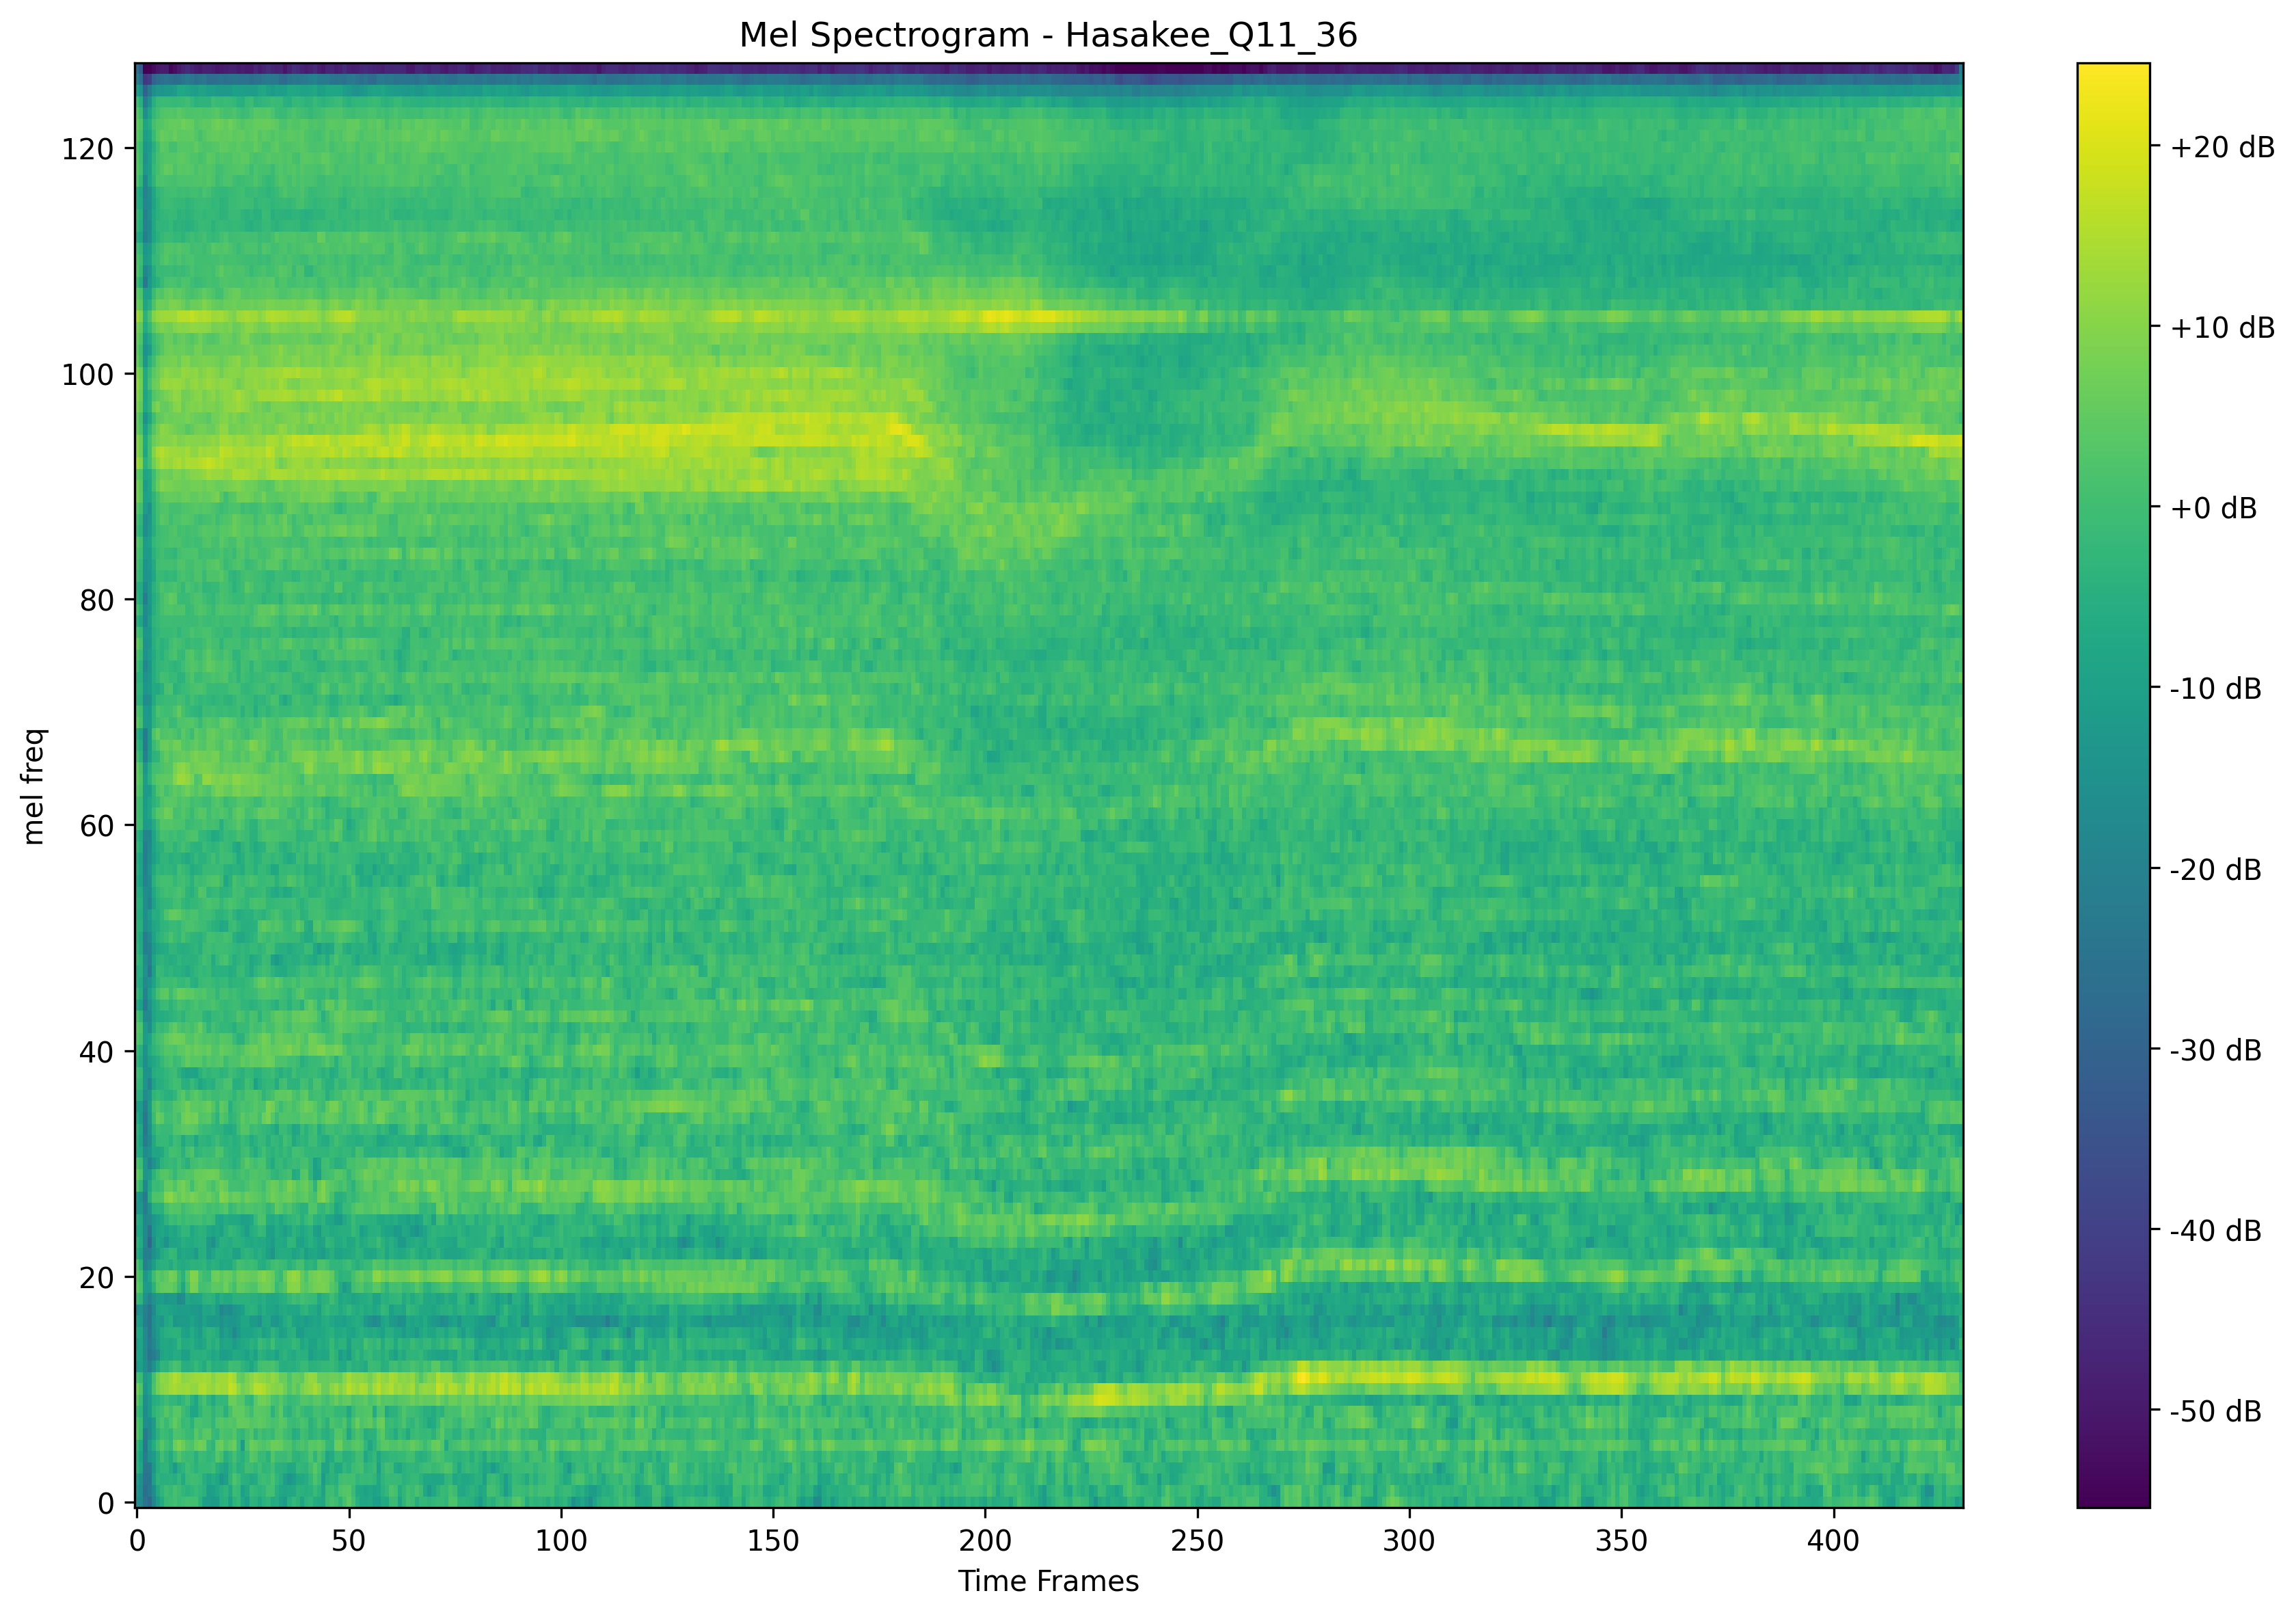 Mel Spectrogram - Hasakee_Q11_36
mel freq
120
100
80
60
40
20
0
0 50 100 150 200 250 300 350 400
Time Frames
+20 dB
+10 dB
+0 dB
-10 dB
-20 dB
-30 dB
-40 dB
-50 dB